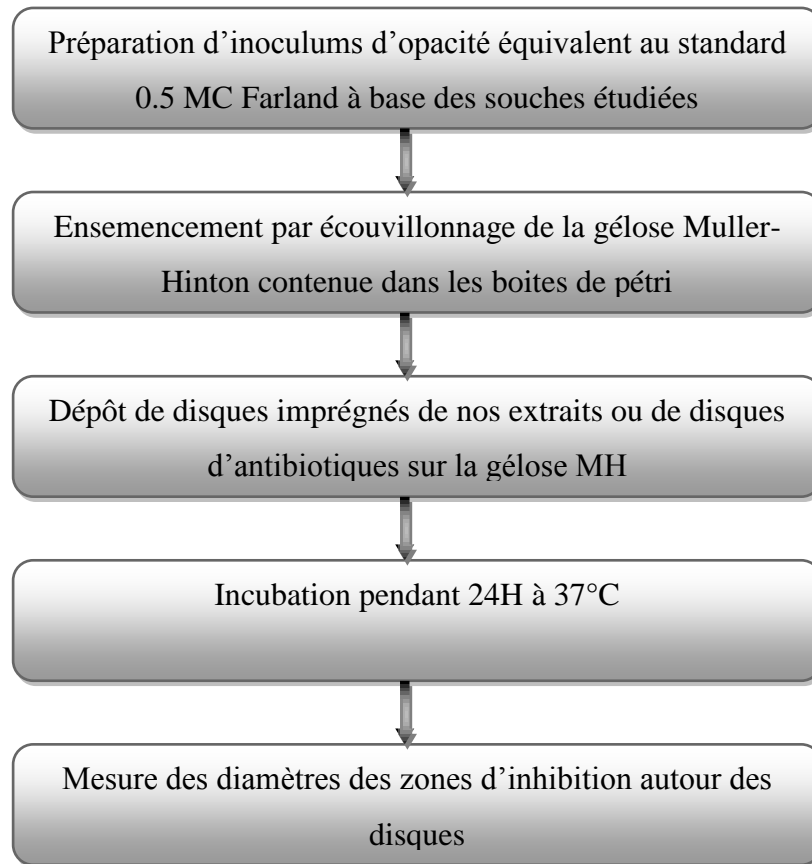 Préparation d’inoculums d’opacité équivalent au standard
0.5 MC Farland à base des souches étudiées
Ensemencement par écouvillonnage de la gélose Muller-
Hinton contenue dans les boites de pétri
Dépôt de disques imprégnés de nos extraits ou de disques
d’antibiotiques sur la gélose MH
Incubation pendant 24H à 37°C
Mesure des diamètres des zones d’inhibition autour des
disques